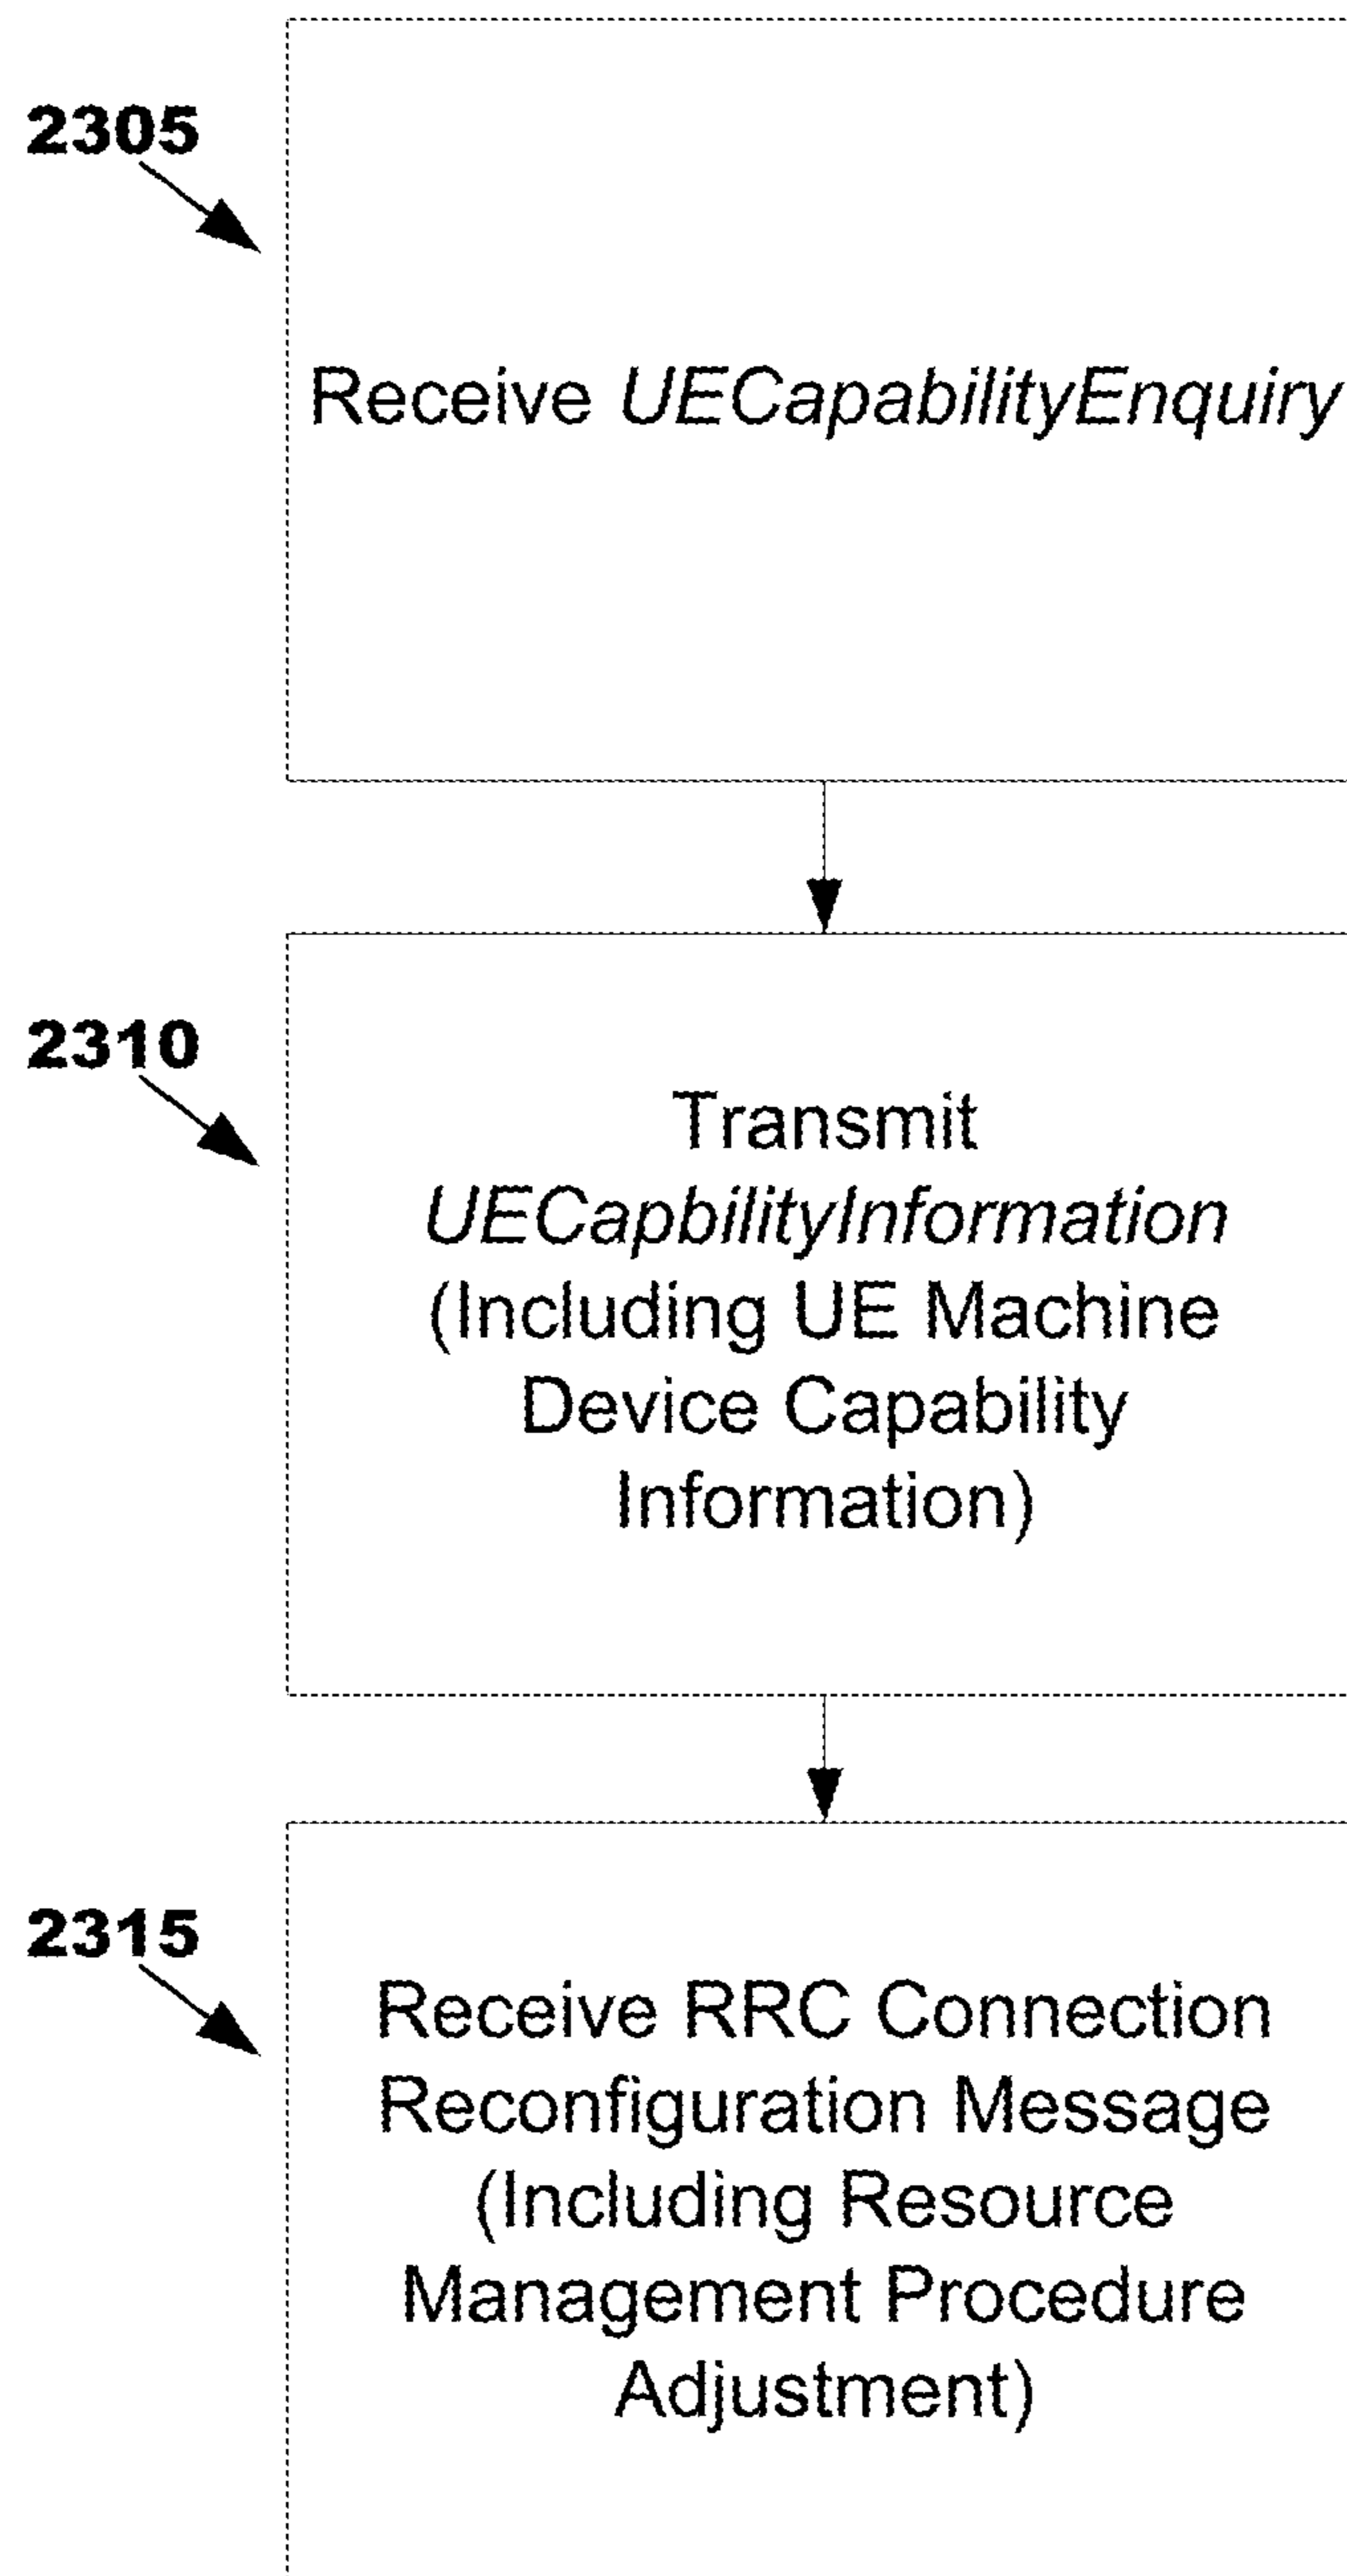 2305
Receive UECapabilityEnquiry
2310
Transmit
UECapbilityInformation
(Including UE Machine
Device Capability
Information)
2315
Receive RRC Connection
Reconfiguration Message
(Including Resource
Management Procedure
Adjustment)